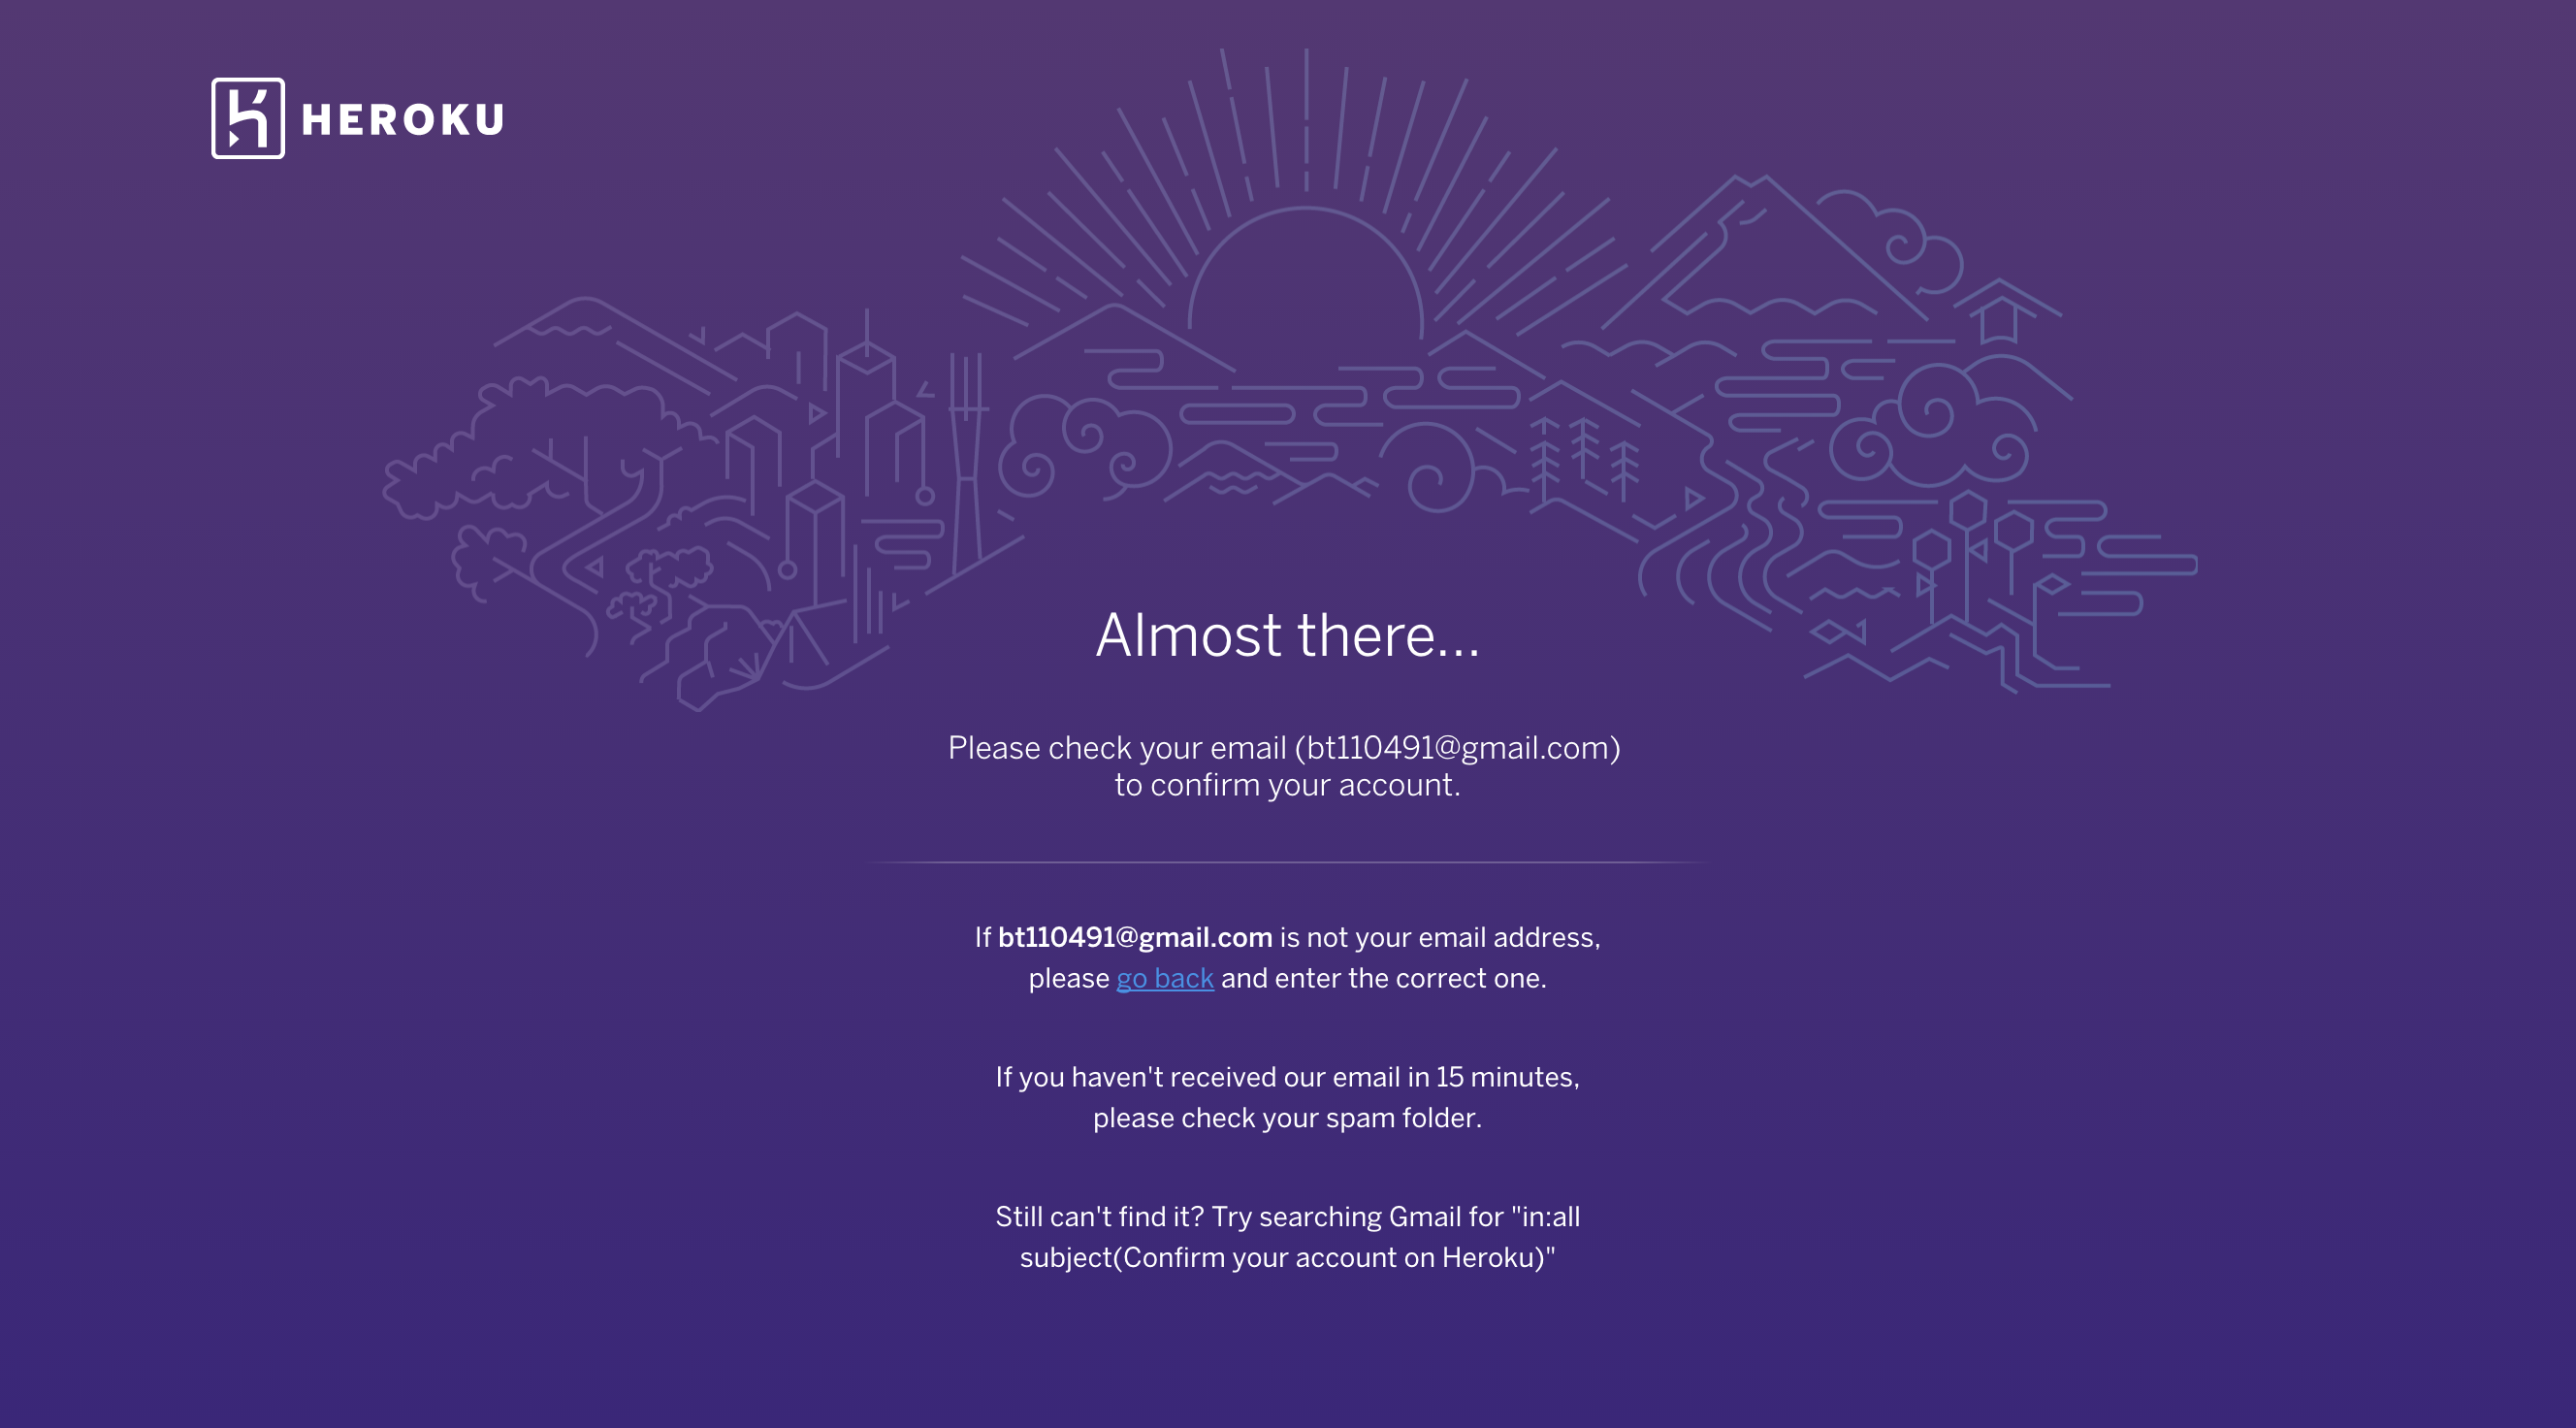 HEROKU
Almost there...
Please check your email (bt110491@gmail.com)
to confirm your account.
If bt110491@gmail.com is not your email address,
please go back and enter the correct one.
If you haven't received our email in 15 minutes,
please check your spam folder.
Still can't find it? Try searching Gmail for "in:all
subject(Confirm your account on Heroku)"